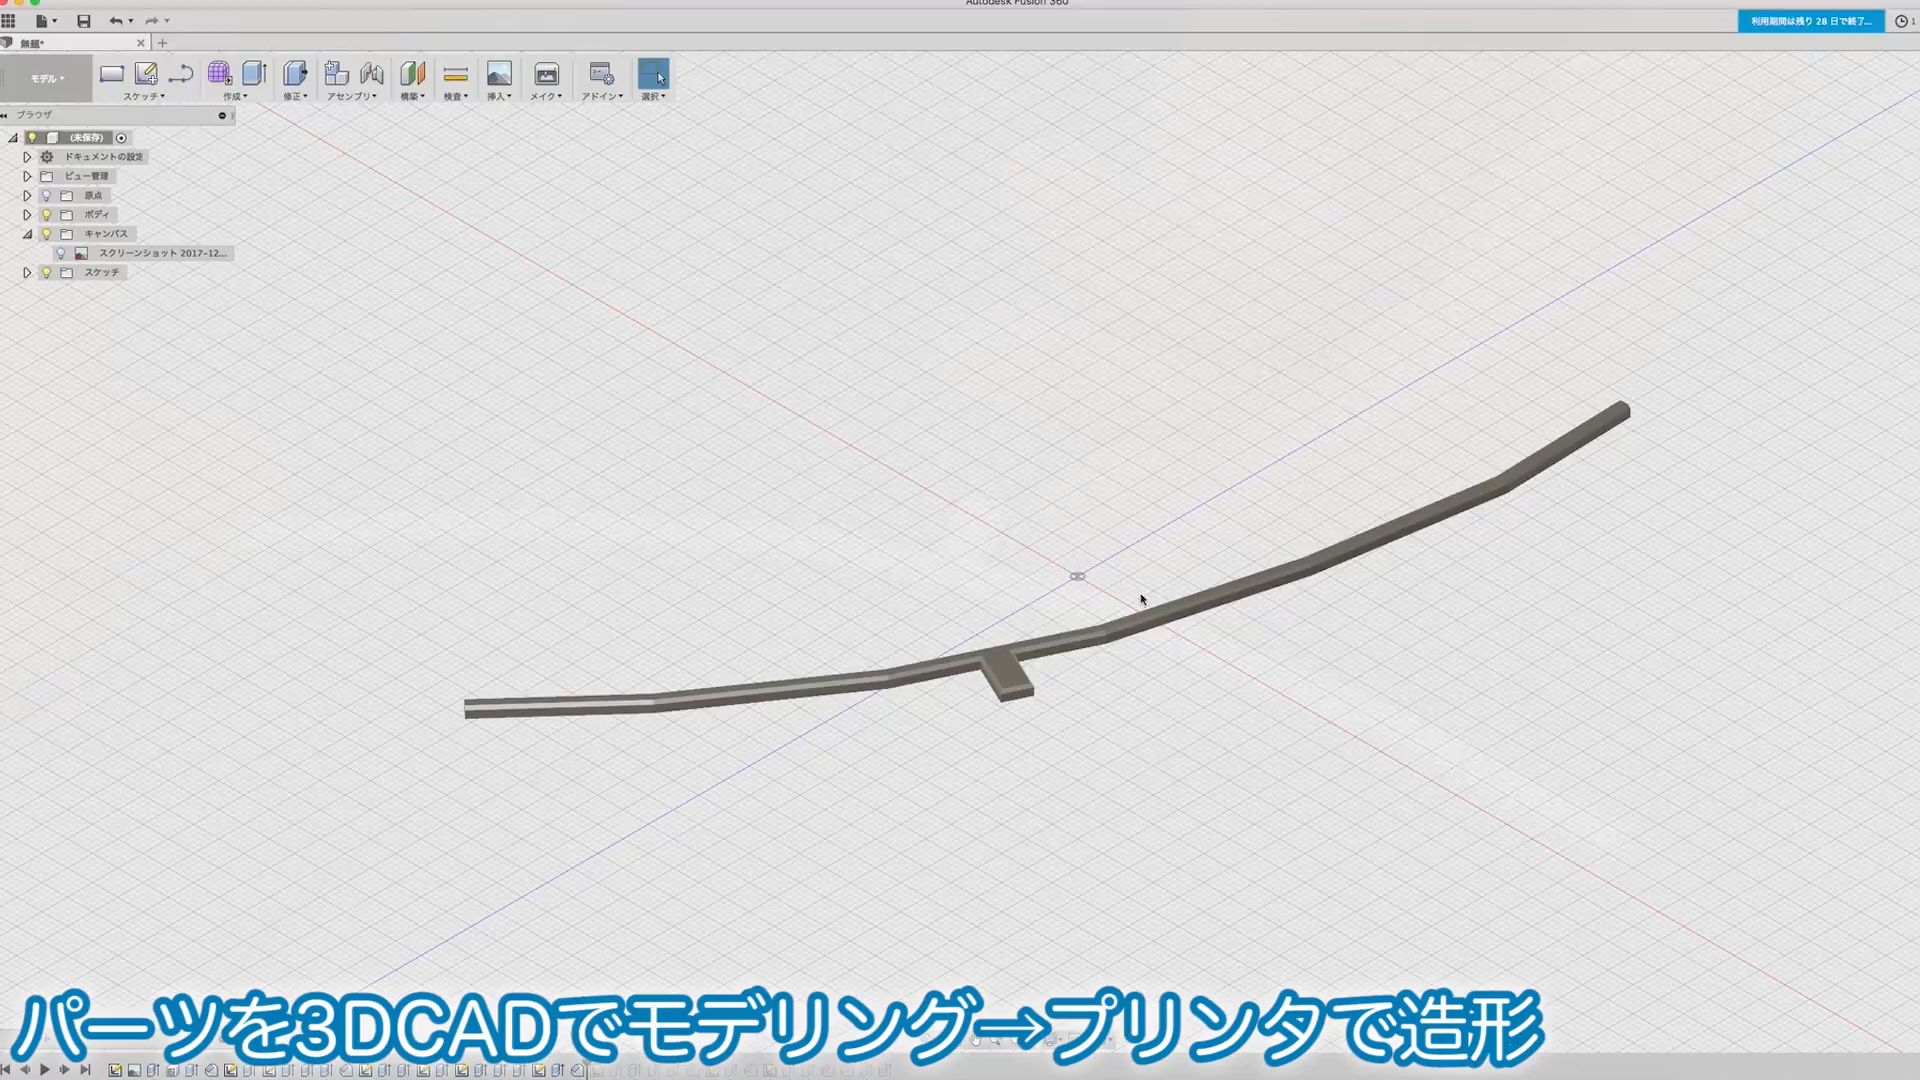 Autodesk Fusion 360
利用期間は残り 28 日で終了...
1
無題*
モデル
スケッチ
作成
修正
アセンブリ
構築
検査
挿入
メイク
アドイン
選択
ブラウザ
(未保存)
ドキュメントの設定
ビュー管理
原点
ボディ
キャンバス
スクリーンショット 2017-12...
スケッチ
パーツを3DCADでモデリング→プリンタで造形